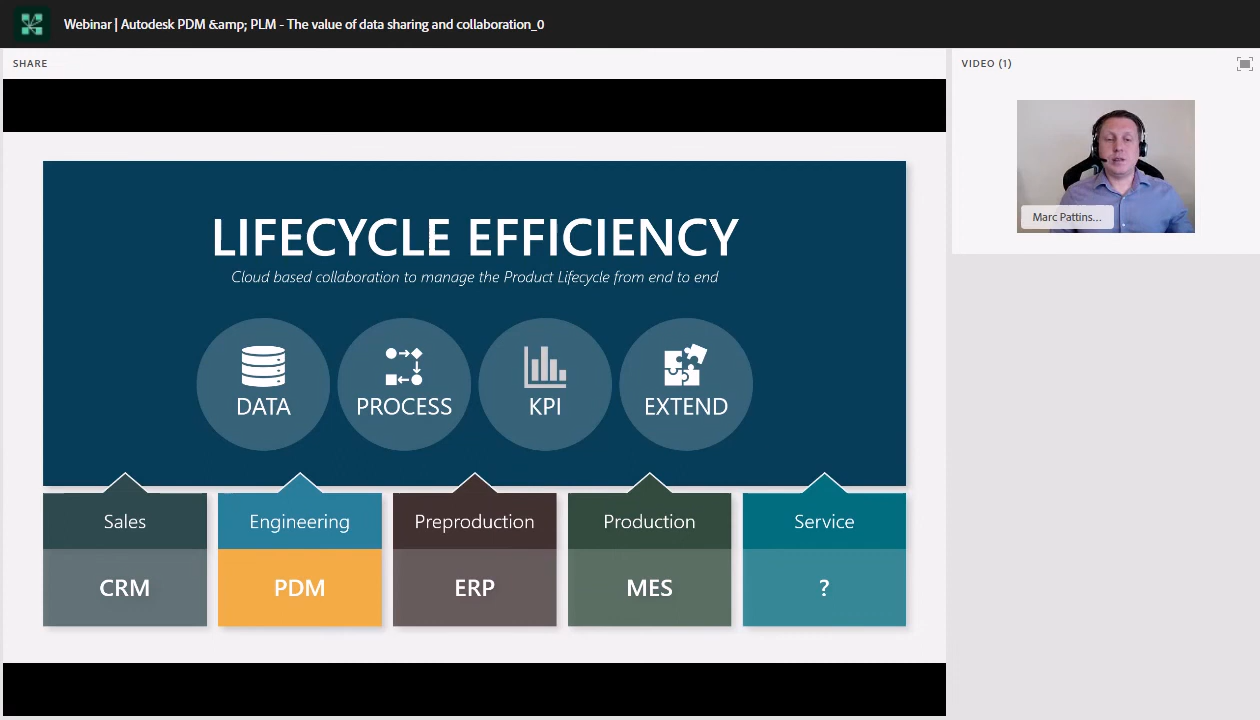 Webinar | Autodesk PDM &amp; PLM - The value of data sharing and collaboration_0
SHARE
VIDEO (1)
Marc Pattins...
LIFECYCLE EFFICIENCY
Cloud based collaboration to manage the Product Lifecycle from end to end
DATA
PROCESS
KPI
EXTEND
Sales
Engineering
Preproduction
Production
Service
CRM
PDM
ERP
MES
?